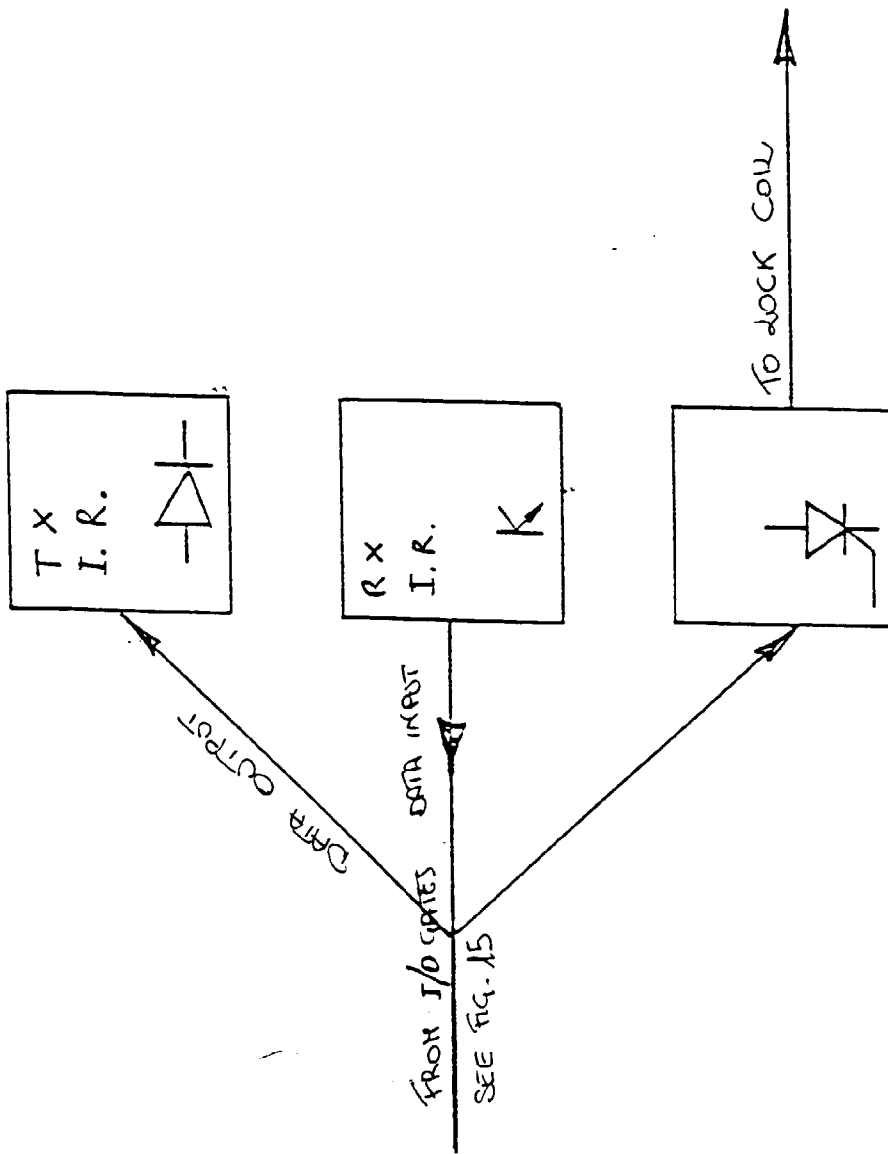 T X
I. R.
R X
I. R.
DATA OUTPUT
DATA INPUT
FROM I/O GATES
SEE FIG. 15
TO LOCK COIL